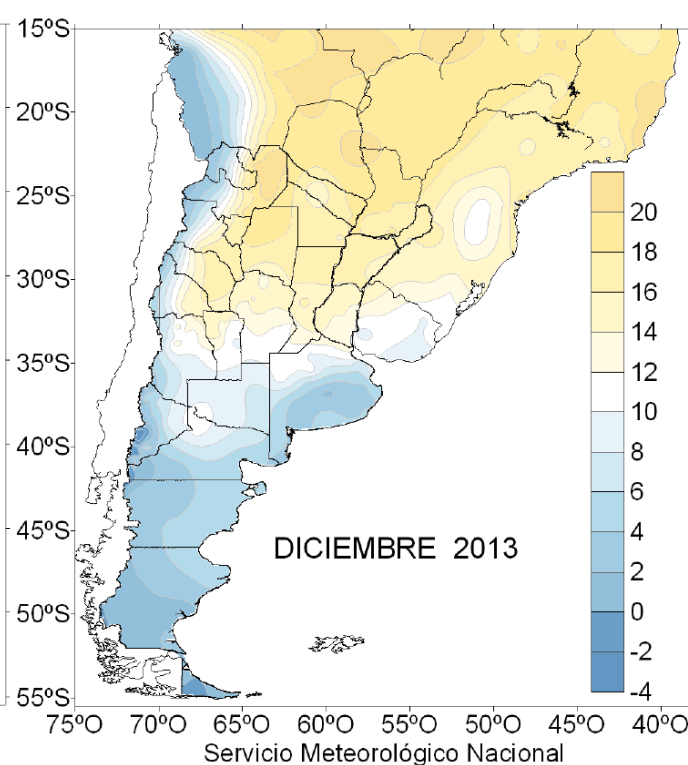 15ºS
20ºS
25ºS
30ºS
35ºS
40ºS
45ºS
50ºS
55ºS
20
18
16
14
12
10
8
6
4
2
0
-2
-4
DICIEMBRE 2013
75ºO 70ºO 65ºO 60ºO 55ºO 50ºO 45ºO 40ºO
Servicio Meteorológico Nacional